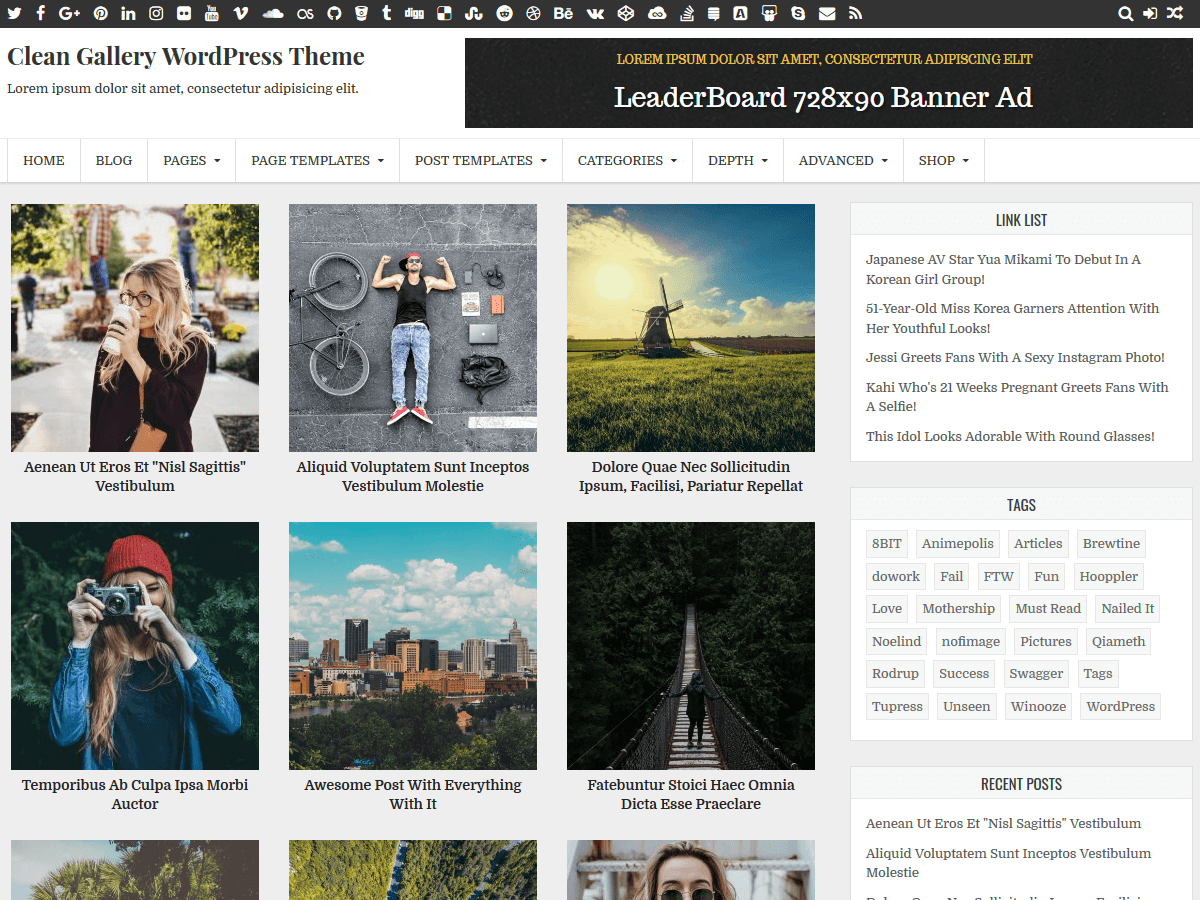 Clean Gallery WordPress Theme
Lorem ipsum dolor sit amet, consectetur adipisicing elit.
LOREM IPSUM DOLOR SIT AMET, CONSECTETUR ADIPISCING ELIT
LeaderBoard 728x90 Banner Ad
HOME BLOG PAGES PAGE TEMPLATES POST TEMPLATES CATEGORIES DEPTH ADVANCED SHOP
Aenean Ut Eros Et "Nisl Sagittis"
Vestibulum
Aliquid Voluptatem Sunt Inceptos
Vestibulum Molestie
Dolore Quae Nec Sollicitudin
Ipsum, Facilisi, Pariatur Repellat
Temporibus Ab Culpa Ipsa Morbi
Auctor
Awesome Post With Everything
With It
Fatebuntur Stoici Haec Omnia
Dicta Esse Praeclare
LINK LIST
Japanese AV Star Yua Mikami To Debut In A
Korean Girl Group!
51-Year-Old Miss Korea Garners Attention With
Her Youthful Looks!
Jessi Greets Fans With A Sexy Instagram Photo!
Kahi Who's 21 Weeks Pregnant Greets Fans With
A Selfie!
This Idol Looks Adorable With Round Glasses!
TAGS
8BIT Animepolis Articles Brewtine
dowork Fail FTW Fun Hooppler
Love Mothership Must Read Nailed It
Noelind nofimage Pictures Qiameth
Rodrup Success Swagger Tags
Tupress Unseen Winooze WordPress
RECENT POSTS
Aenean Ut Eros Et "Nisl Sagittis" Vestibulum
Aliquid Voluptatem Sunt Inceptos Vestibulum
Molestie